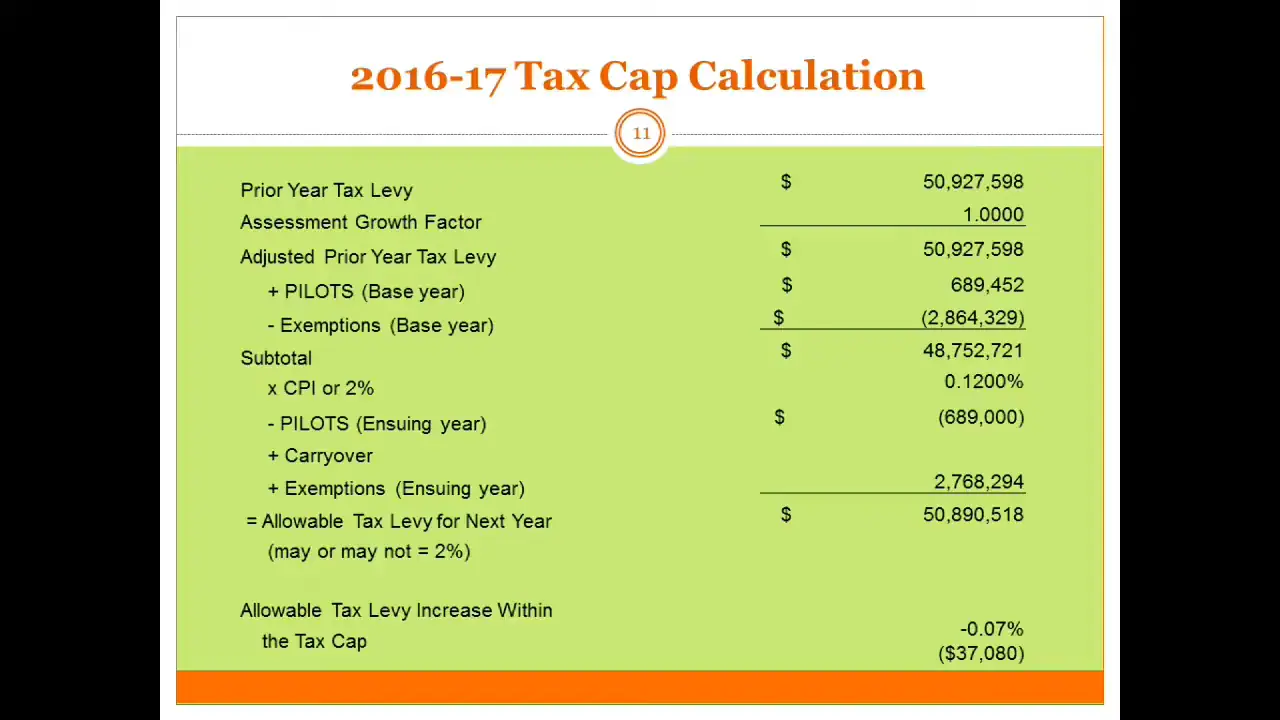 2016-17 Tax Cap Calculation
11
Prior Year Tax Levy $ 50,927,598
Assessment Growth Factor 1.0000
Adjusted Prior Year Tax Levy $ 50,927,598
+ PILOTS (Base year) $ 689,452
- Exemptions (Base year) $ (2,864,329)
Subtotal $ 48,752,721
x CPI or 2% 0.1200%
- PILOTS (Ensuing year) $ (689,000)
+ Carryover
+ Exemptions (Ensuing year) 2,768,294
= Allowable Tax Levy for Next Year $ 50,890,518
(may or may not = 2%)
Allowable Tax Levy Increase Within
the Tax Cap -0.07%
($37,080)